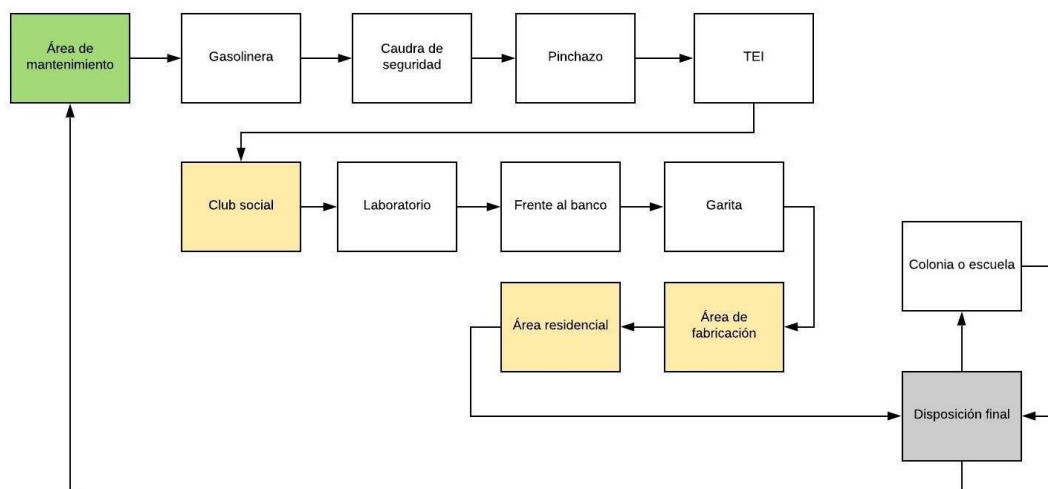 Área de
mantenimiento
Gasolinera
Caudra de
seguridad
Pinchazo
TEI
Club social
Laboratorio
Frente al banco
Garita
Colonia o escuela
Área residencial
Área de
fabricación
Disposición final